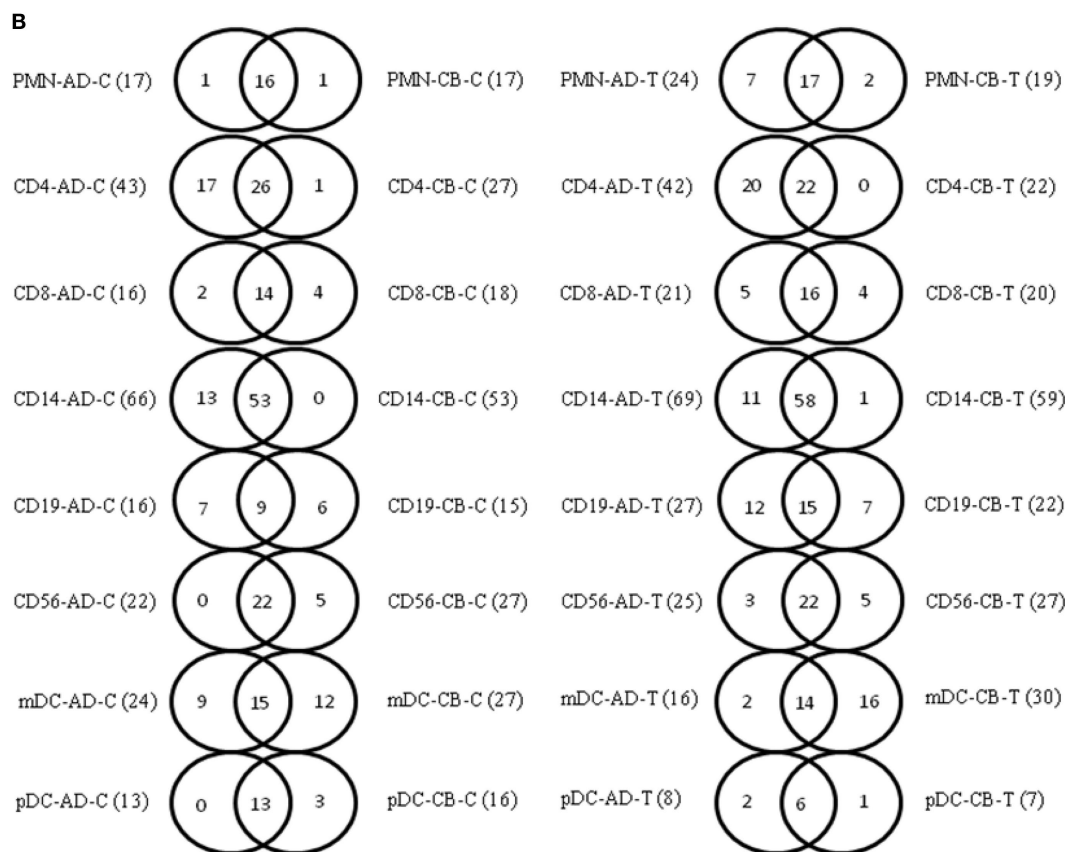 B
PMN-AD-C (17) 1 16 1 PMN-CB-C (17) PMN-AD-T (24) 7 17 2 PMN-CB-T (19)
CD4-AD-C (43) 17 26 1 CD4-CB-C (27) CD4-AD-T (42) 20 22 0 CD4-CB-T (22)
CD8-AD-C (16) 2 14 4 CD8-CB-C (18) CD8-AD-T (21) 5 16 4 CD8-CB-T (20)
CD14-AD-C (66) 13 53 0 CD14-CB-C (53) CD14-AD-T (69) 11 58 1 CD14-CB-T (59)
CD19-AD-C (16) 7 9 6 CD19-CB-C (15) CD19-AD-T (27) 12 15 7 CD19-CB-T (22)
CD56-AD-C (22) 0 22 5 CD56-CB-C (27) CD56-AD-T (25) 3 22 5 CD56-CB-T (27)
mDC-AD-C (24) 9 15 12 mDC-CB-C (27) mDC-AD-T (16) 2 14 16 mDC-CB-T (30)
pDC-AD-C (13) 0 13 3 pDC-CB-C (16) pDC-AD-T (8) 2 6 1 pDC-CB-T (7)